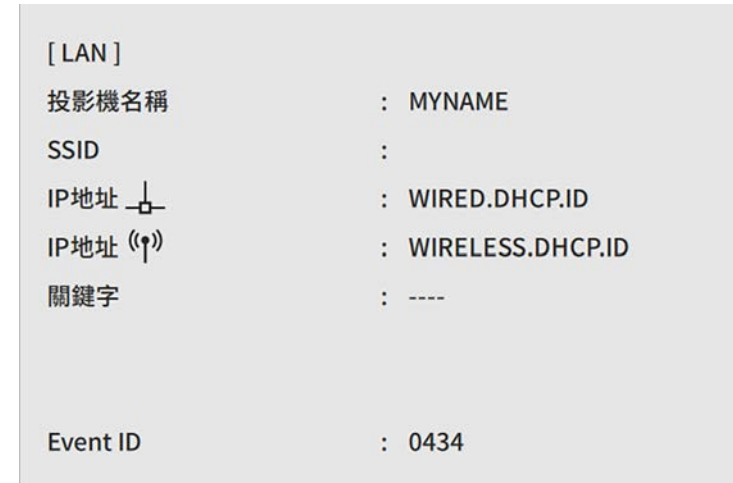 [ LAN ]
投影機名稱 : MYNAME
SSID :
IP地址 : WIRED.DHCP.ID
IP地址 : WIRELESS.DHCP.ID
關鍵字 : ----
Event ID : 0434